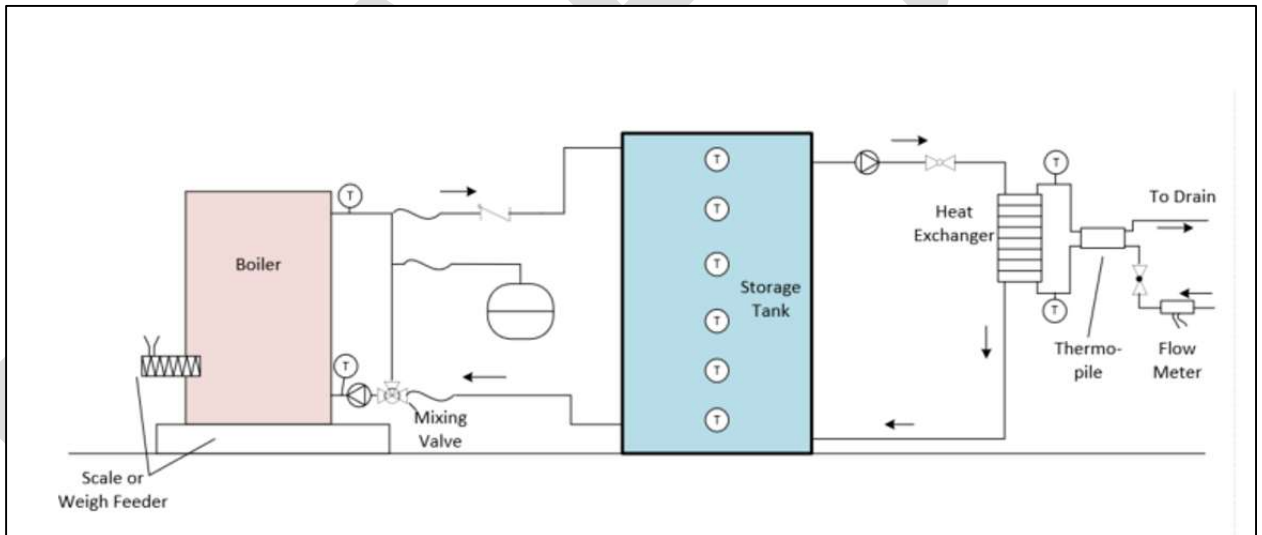 T
T
To Drain
Heat
Exchanger
Boiler
T
T
T
T
Storage
Tank
T
T
T
T
T
Mixing
Valve
Thermo-
pile
Flow
Meter
Scale or
Weigh Feeder